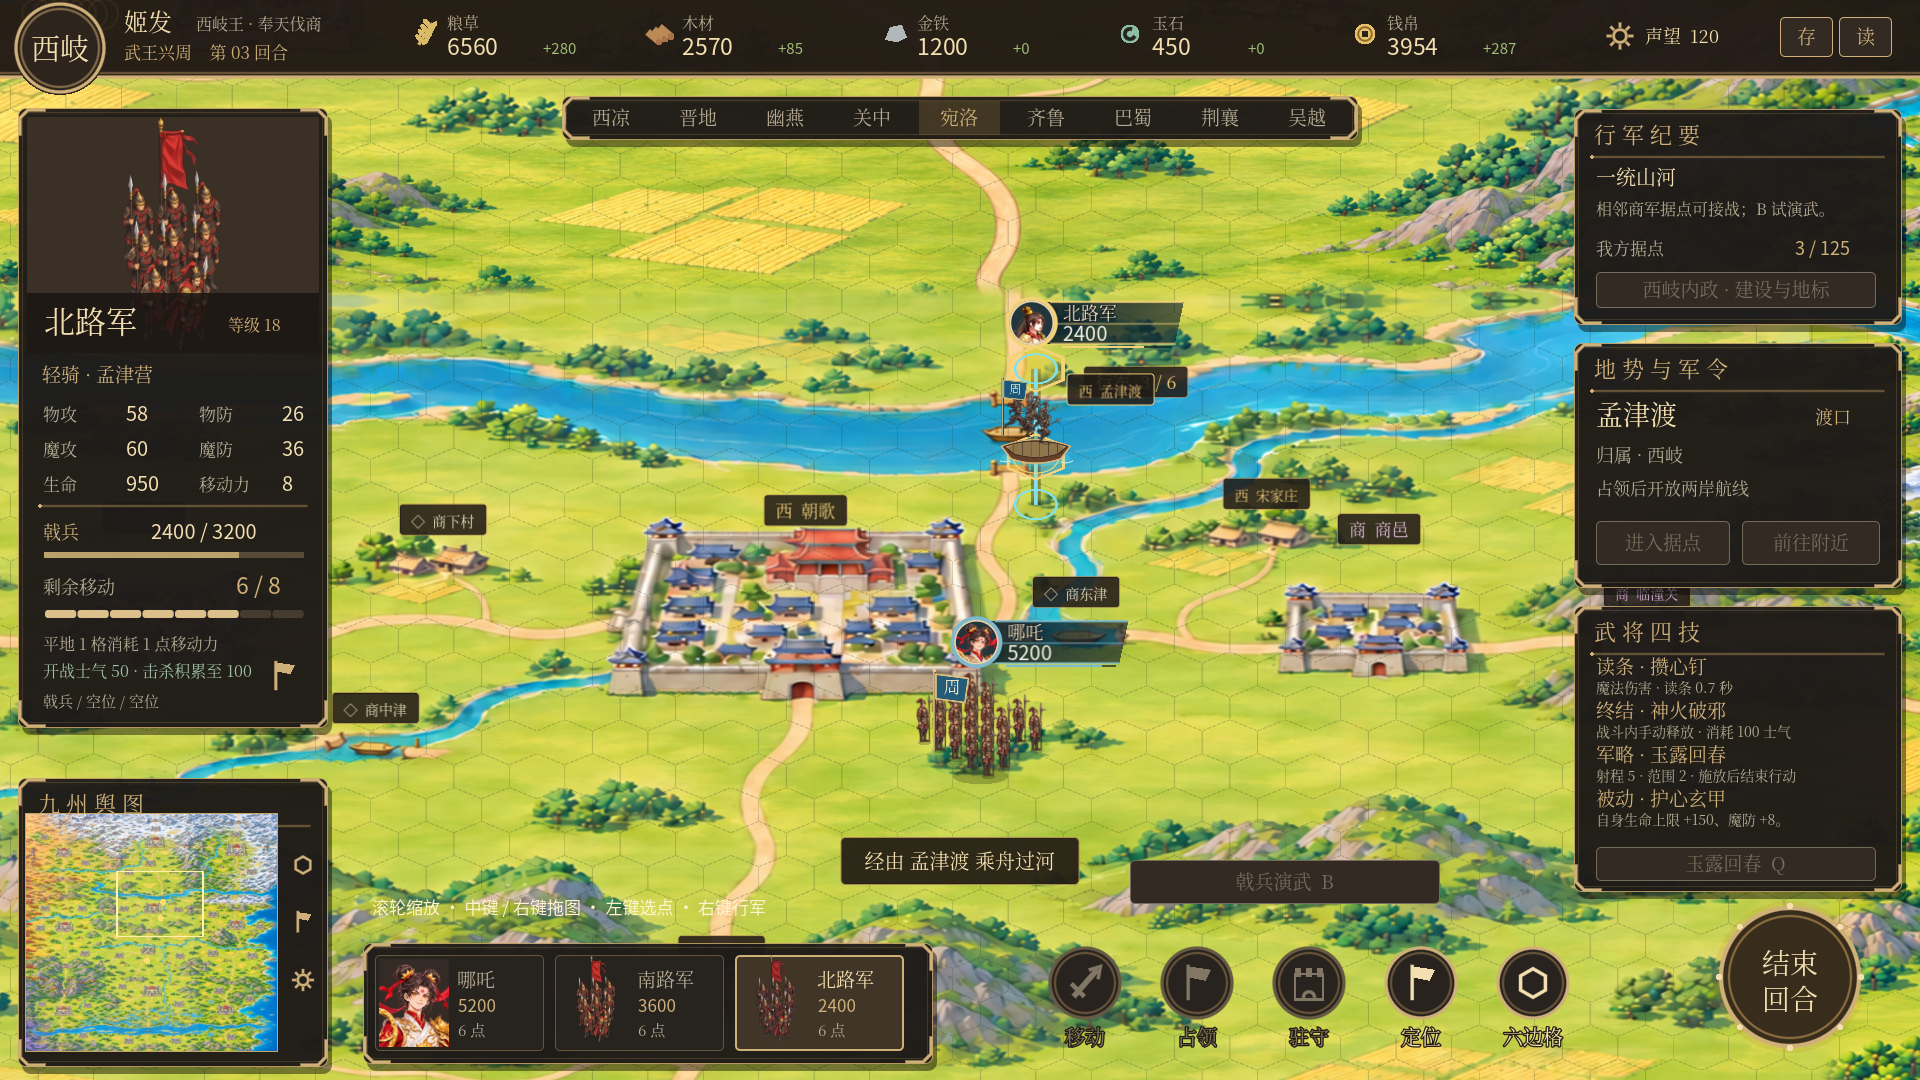 西岐
姬发 西岐王 · 奉天伐商
武王兴周 第 03 回合
粮草
6560 +280
木材
2570 +85
金铁
1200 +0
玉石
450 +0
钱帛
3954 +287
声望 120
存 读
西凉 晋地 幽燕 关中 宛洛 齐鲁 巴蜀 荆襄 吴越
北路军 等级 18
轻骑 · 孟津营
物攻 58 物防 26
魔攻 60 魔防 36
生命 950 移动力 8
戟兵 2400 / 3200
剩余移动 6 / 8
平地 1 格消耗 1 点移动力
开战士气 50 · 击杀积累至 100
戟兵 / 空位 / 空位
九州舆图
北路军
2400
周
西 孟津渡
/ 6
西 朝歌
◇ 商下村
西 宋家庄
商 商邑
◇ 商东津
哪吒
5200
周
◇ 商中津
商 临潼关
经由 孟津渡 乘舟过河
戟兵演武 B
滚轮缩放 · 中键 / 右键拖图 · 左键选点 · 右键行军
哪吒
5200
6 点
南路军
3600
6 点
北路军
2400
6 点
移动 占领 驻守 定位 六边格
行军纪要
一统山河
相邻商军据点可接战；B 试演武。
我方据点 3 / 125
西岐内政 · 建设与地标
地势与军令
孟津渡 渡口
归属 · 西岐
占领后开放两岸航线
进入据点 前往附近
武将四技
读条 · 攒心钉
魔法伤害 · 读条 0.7 秒
终结 · 神火破邪
战斗内手动释放 · 消耗 100 士气
军略 · 玉露回春
射程 5 · 范围 2 · 施放后结束行动
被动 · 护心玄甲
自身生命上限 +150、魔防 +8。
玉露回春 Q
结束
回合